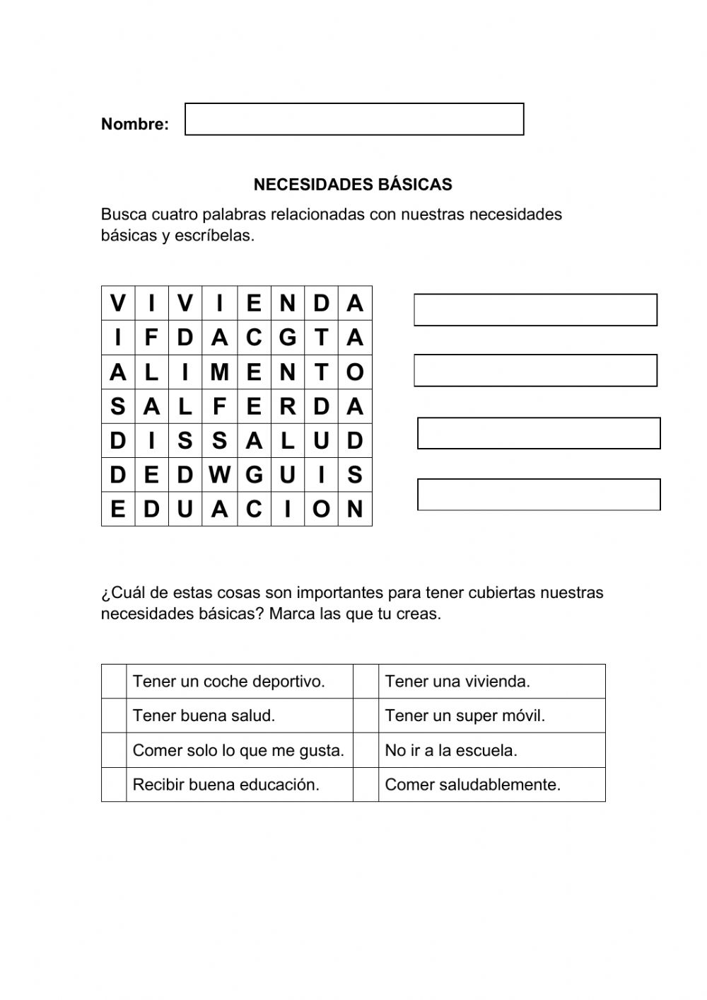 Nombre:
NECESIDADES BÁSICAS
Busca cuatro palabras relacionadas con nuestras necesidades
básicas y escríbelas.
V I V I E N D A
I F D A C G T A
A L I M E N T O
S A L F E R D A
D I S S A L U D
D E D W G U I S
E D U A C I O N
¿Cuál de estas cosas son importantes para tener cubiertas nuestras
necesidades básicas? Marca las que tu creas.
Tener un coche deportivo. Tener una vivienda.
Tener buena salud. Tener un super móvil.
Comer solo lo que me gusta. No ir a la escuela.
Recibir buena educación. Comer saludablemente.